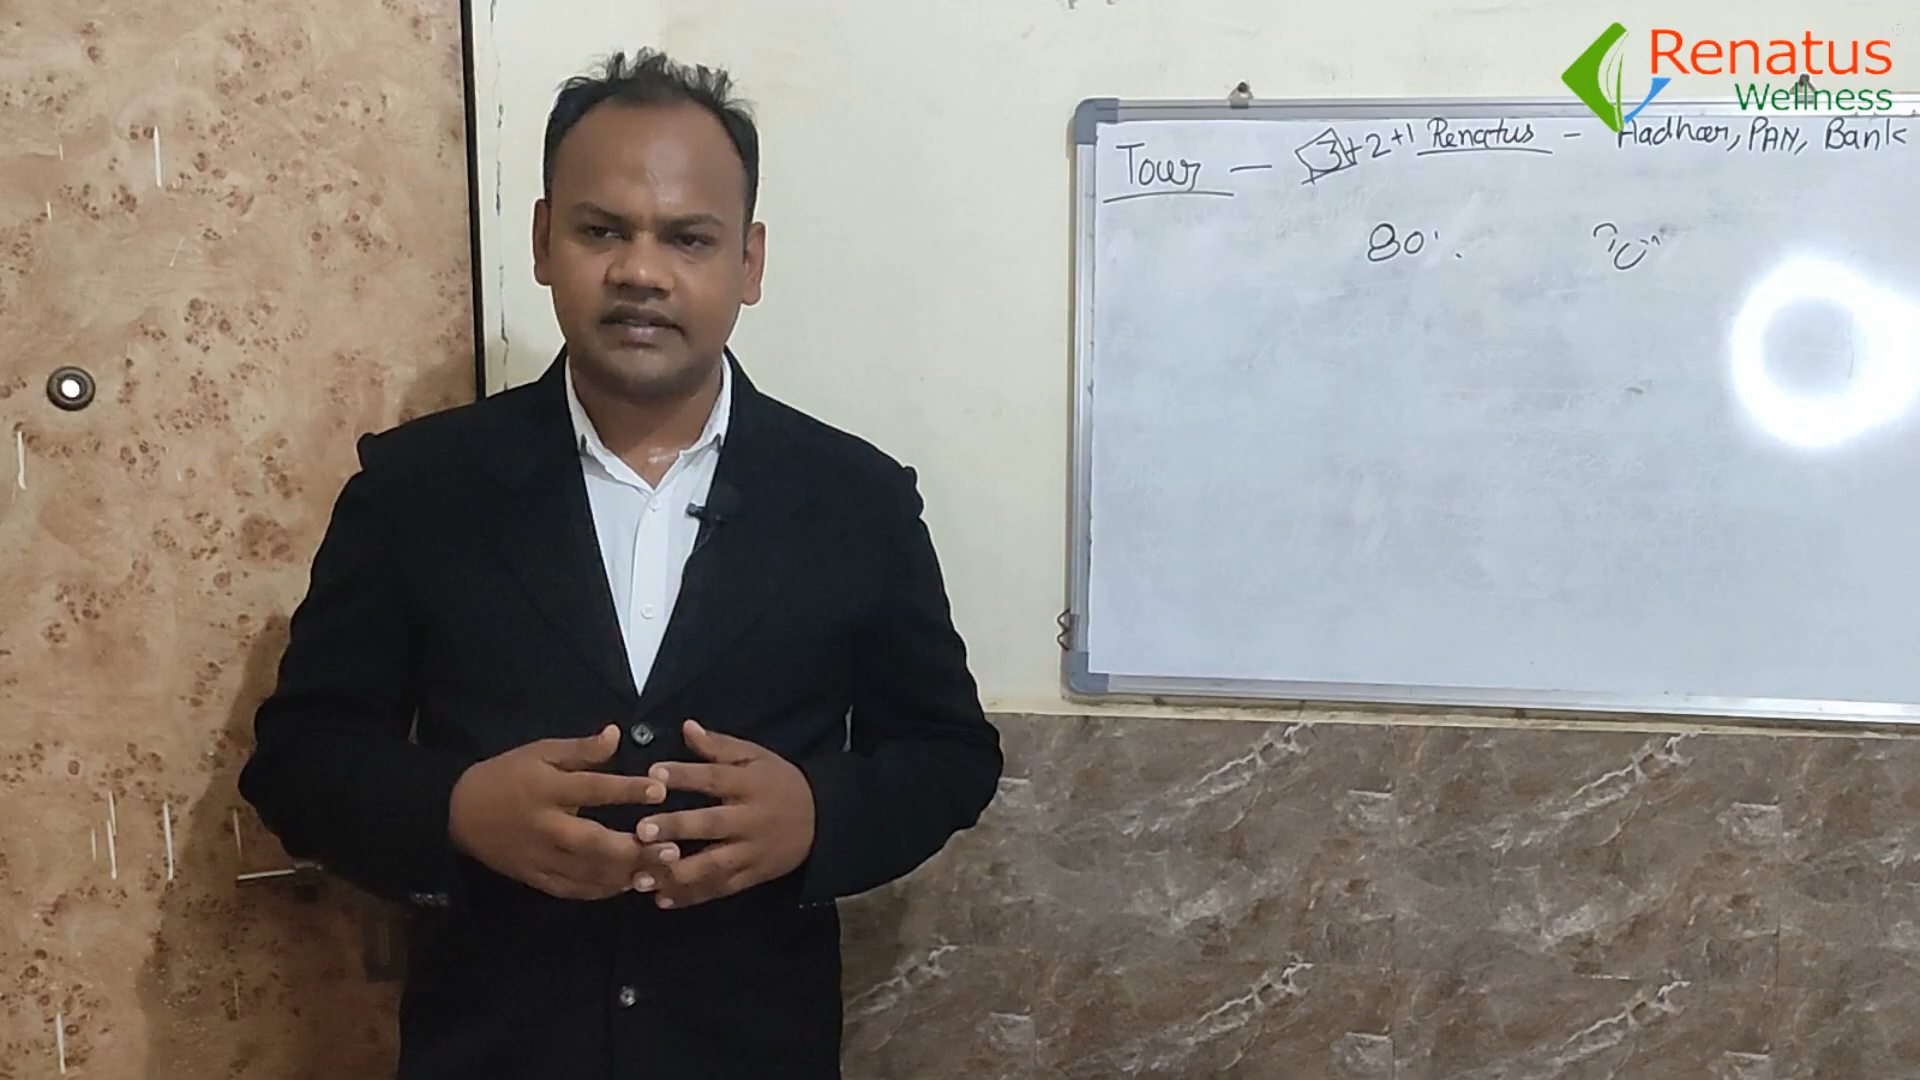 Renatus
Wellness
Tour - 3+2+1 Renatus - Aadhaar, PAN, Bank
80%